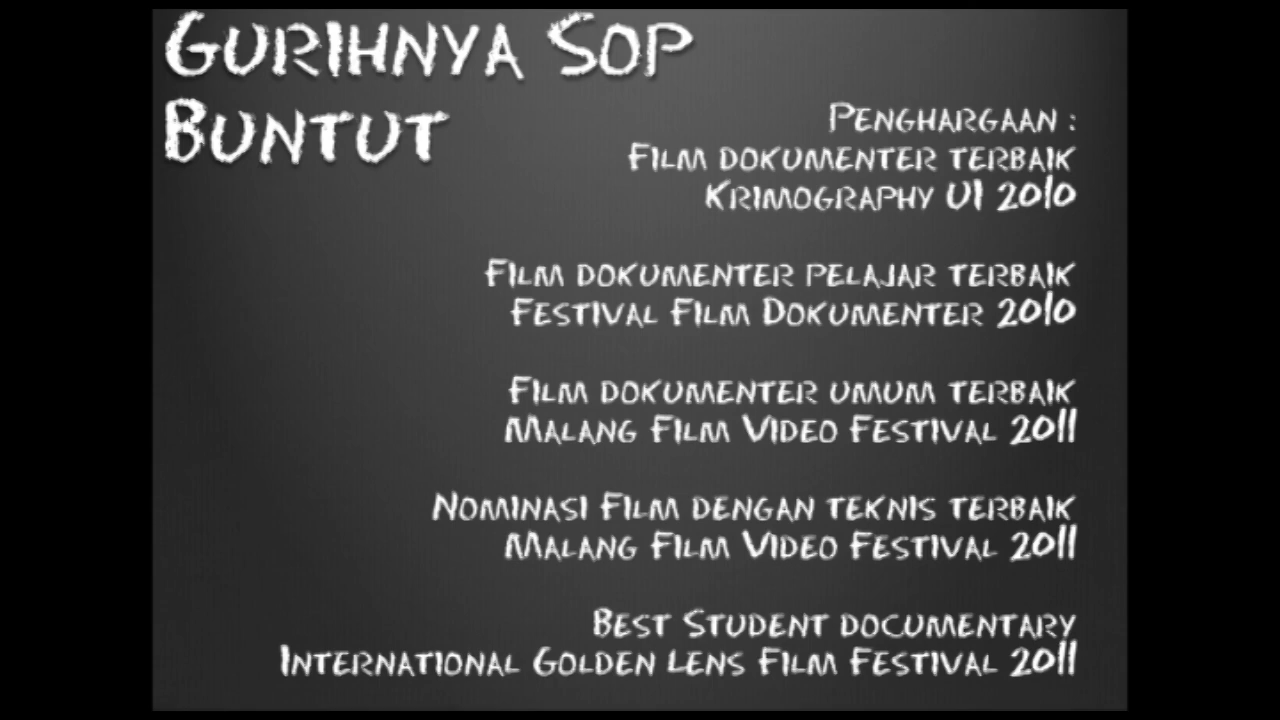 Gurihnya Sop
Buntut
Penghargaan :
Film dokumenter terbaik
Krimography UI 2010
Film dokumenter pelajar terbaik
Festival Film Dokumenter 2010
Film dokumenter umum terbaik
Malang Film Video Festival 2011
Nominasi Film dengan teknis terbaik
Malang Film Video Festival 2011
Best Student documentary
International Golden Lens Film Festival 2011